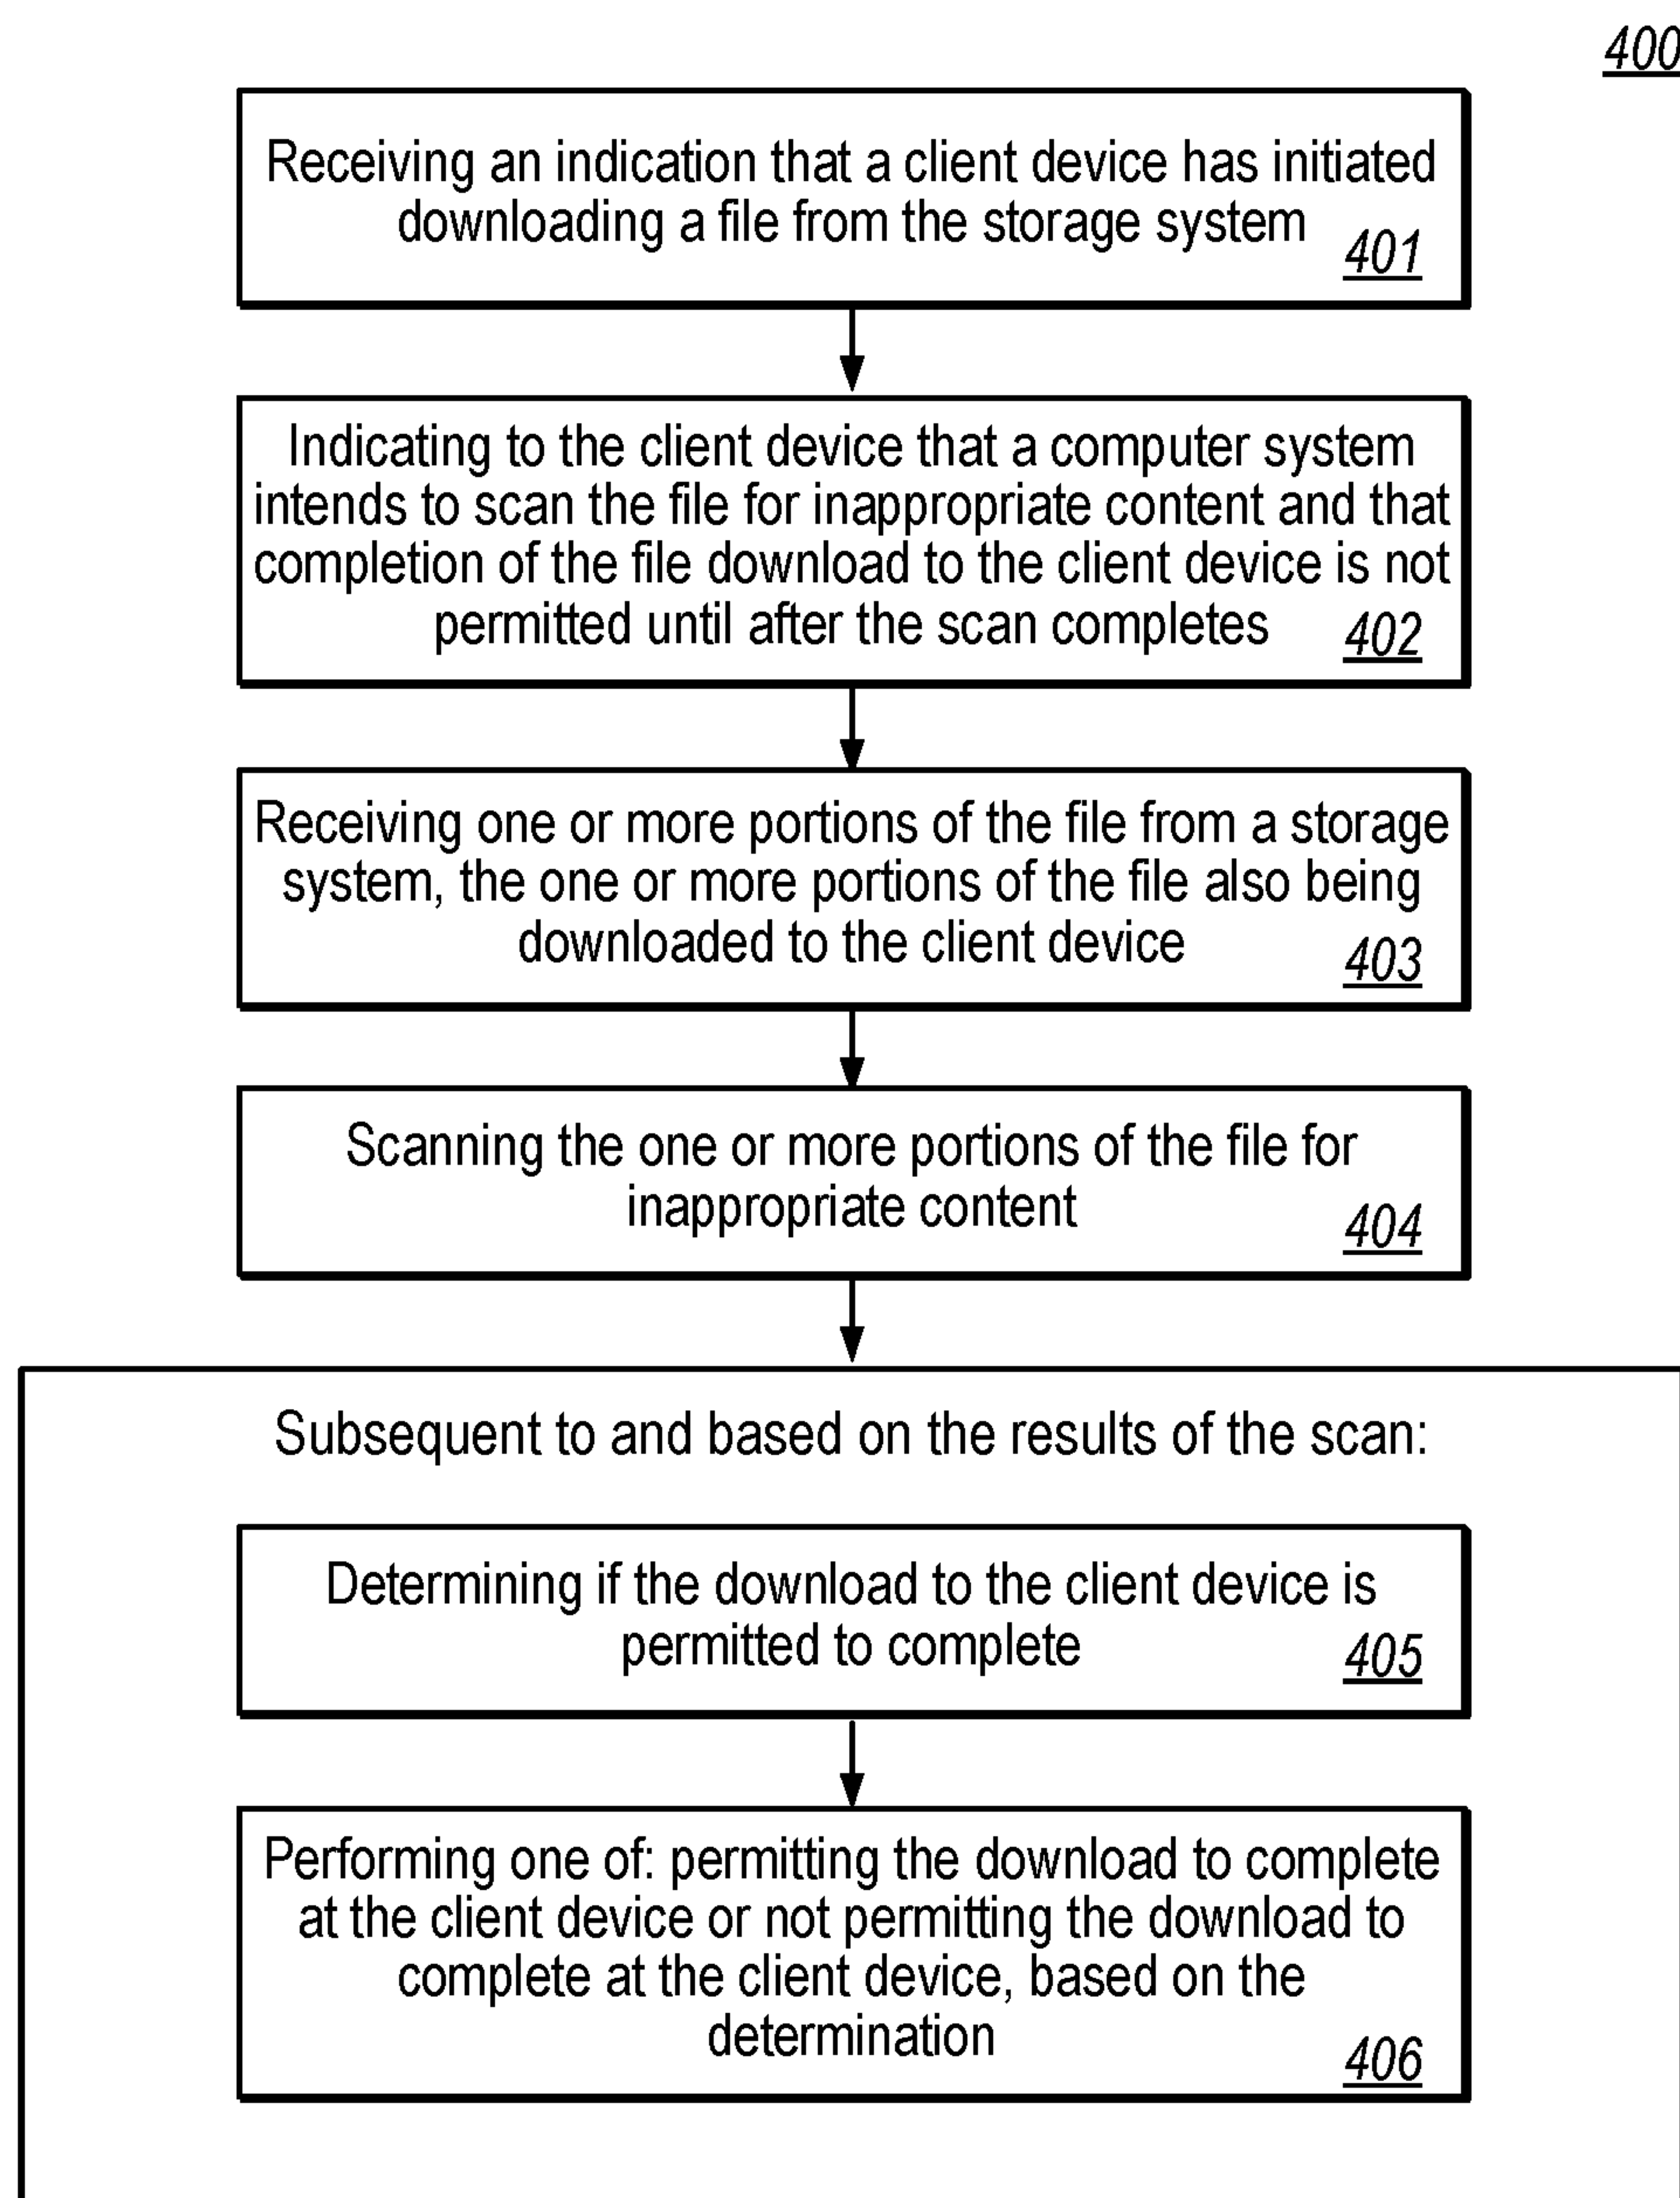 400
Receiving an indication that a client device has initiated
downloading a file from the storage system
401
Indicating to the client device that a computer system
intends to scan the file for inappropriate content and that
completion of the file download to the client device is not
permitted until after the scan completes
402
Receiving one or more portions of the file from a storage
system, the one or more portions of the file also being
downloaded to the client device
403
Scanning the one or more portions of the file for
inappropriate content
404
Subsequent to and based on the results of the scan:
Determining if the download to the client device is
permitted to complete
405
Performing one of: permitting the download to complete
at the client device or not permitting the download to
complete at the client device, based on the
determination
406